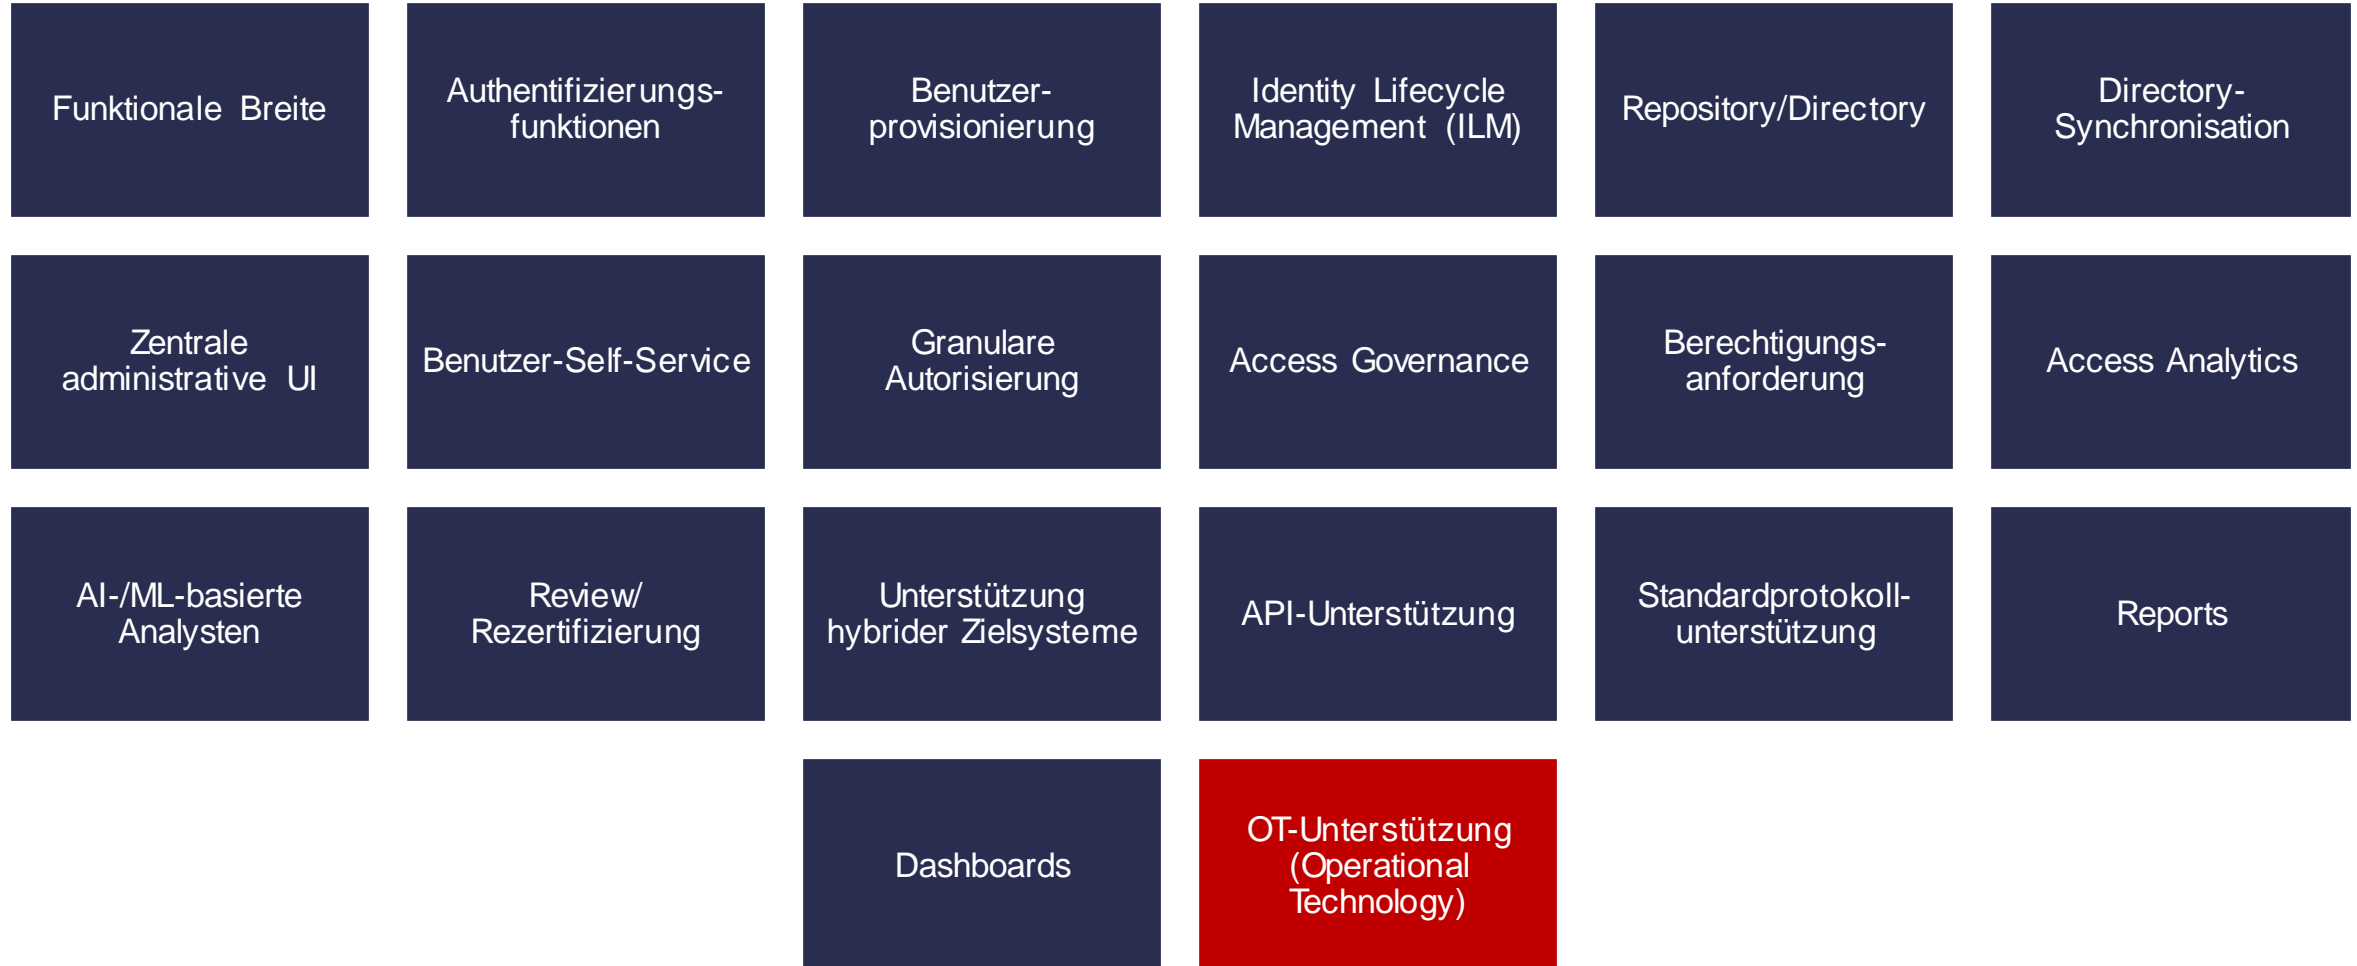 Funktionale Breite
Authentifizierungs-
funktionen
Benutzer-
provisionierung
Identity Lifecycle
Management (ILM)
Repository/Directory
Directory-
Synchronisation
Zentrale
administrative UI
Benutzer-Self-Service
Granulare
Autorisierung
Access Governance
Berechtigungs-
anforderung
Access Analytics
AI-/ML-basierte
Analysten
Review/
Rezertifizierung
Unterstützung
hybrider Zielsysteme
API-Unterstützung
Standardprotokoll-
unterstützung
Reports
Dashboards
OT-Unterstützung
(Operational
Technology)